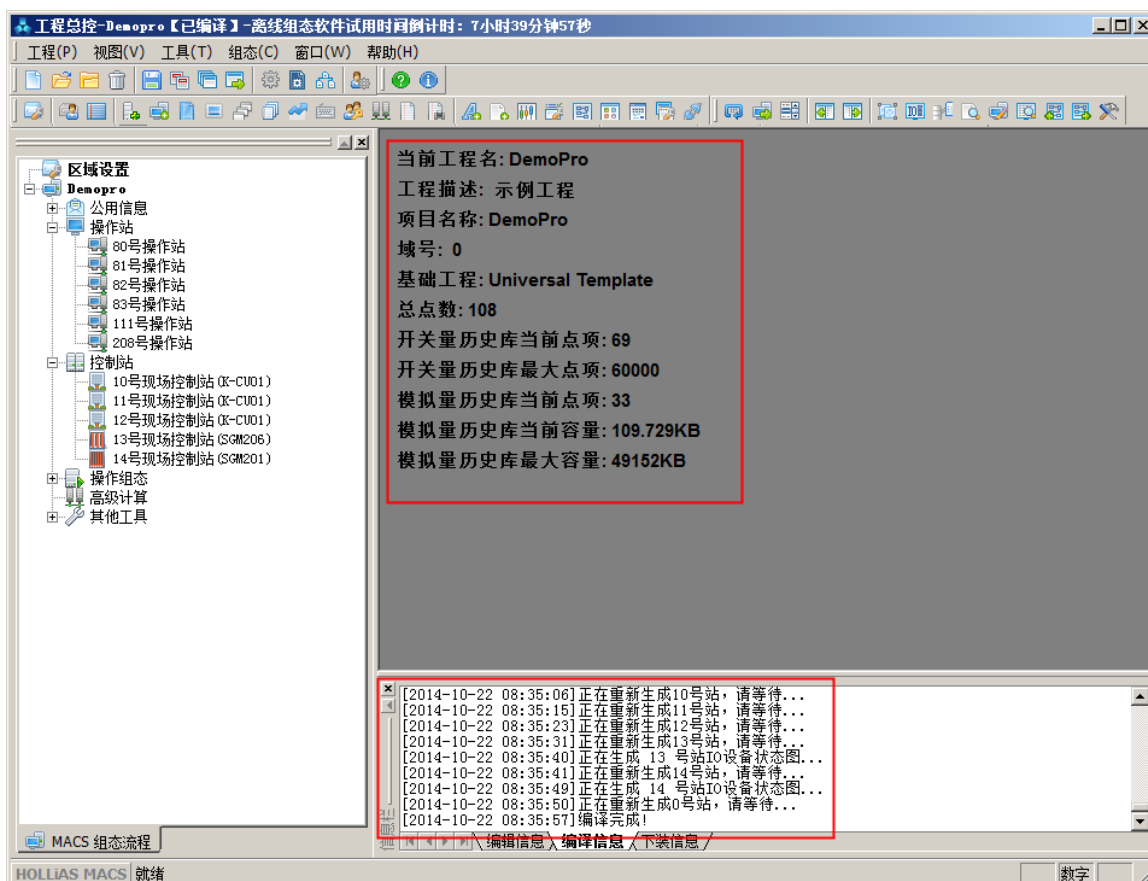 工程总控-Demopro【已编译】-离线组态软件试用时间倒计时：7小时39分钟57秒
工程(P) 视图(V) 工具(T) 组态(C) 窗口(W) 帮助(H)
区域设置
Demopro
公用信息
操作站
80号操作站
81号操作站
82号操作站
83号操作站
111号操作站
208号操作站
控制站
10号现场控制站(K-CU01)
11号现场控制站(K-CU01)
12号现场控制站(K-CU01)
13号现场控制站(SGM206)
14号现场控制站(SGM201)
操作组态
高级计算
其他工具
MACS 组态流程
当前工程名: DemoPro
工程描述: 示例工程
项目名称: DemoPro
域号: 0
基础工程: Universal Template
总点数: 108
开关量历史库当前点项: 69
开关量历史库最大点项: 60000
模拟量历史库当前点项: 33
模拟量历史库当前容量: 109.729KB
模拟量历史库最大容量: 49152KB
[2014-10-22 08:35:06]正在重新生成10号站，请等待...
[2014-10-22 08:35:15]正在重新生成11号站，请等待...
[2014-10-22 08:35:23]正在重新生成12号站，请等待...
[2014-10-22 08:35:31]正在重新生成13号站，请等待...
[2014-10-22 08:35:40]正在生成 13 号站IO设备状态图...
[2014-10-22 08:35:41]正在重新生成14号站，请等待...
[2014-10-22 08:35:49]正在生成 14 号站IO设备状态图...
[2014-10-22 08:35:50]正在重新生成0号站，请等待...
[2014-10-22 08:35:57]编译完成!
信息栏
编辑信息 编译信息 下装信息
HOLLiAS MACS 就绪 数字